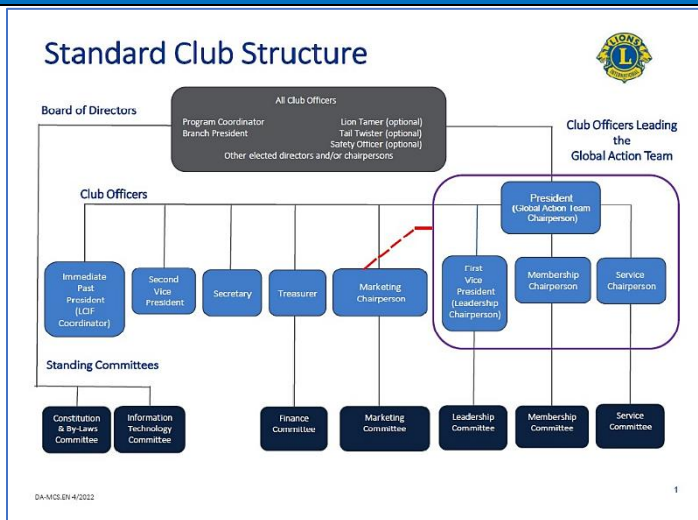 Standard Club Structure
LIONS
L
INTERNATIONAL
Board of Directors
All Club Officers
Program Coordinator
Lion Tamer (optional)
Branch President
Tail Twister (optional)
Safety Officer (optional)
Other elected directors and/or chairpersons
Club Officers Leading
the
Global Action Team
Club Officers
President
(Global Action Team
Chairperson)
Immediate
Past
President
(LCIF
Coordinator)
Second
Vice
President
Secretary
Treasurer
Marketing
Chairperson
First
Vice
President
(Leadership
Chairperson)
Membership
Chairperson
Service
Chairperson
Standing Committees
Constitution
& By-Laws
Committee
Information
Technology
Committee
Finance
Committee
Marketing
Committee
Leadership
Committee
Membership
Committee
Service
Committee
DA-MCS.EN 4/2022
1